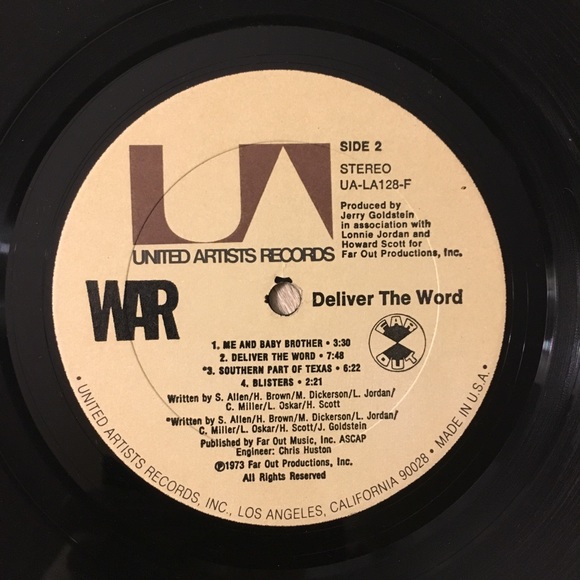 UA
SIDE 2
STEREO
UA-LA128-F
Produced by
Jerry Goldstein
in association with
Lonnie Jordan and
Howard Scott for
Far Out Productions, Inc.
UNITED ARTISTS RECORDS
WAR
Deliver The Word
FAR
OUT
1. ME AND BABY BROTHER • 3:30
2. DELIVER THE WORD • 7:48
*3. SOUTHERN PART OF TEXAS • 6:22
4. BLISTERS • 2:21
Written by S. Allen/H. Brown/M. Dickerson/L. Jordan/
C. Miller/L. Oskar/H. Scott
*Written by S. Allen/H. Brown/M. Dickerson/L. Jordan/
C. Miller/L. Oskar/H. Scott/J. Goldstein
Published by Far Out Music, Inc. ASCAP
Engineer: Chris Huston
℗1973 Far Out Productions, Inc.
All Rights Reserved
• UNITED ARTISTS RECORDS, INC., LOS ANGELES, CALIFORNIA 90028 • MADE IN U.S.A. •